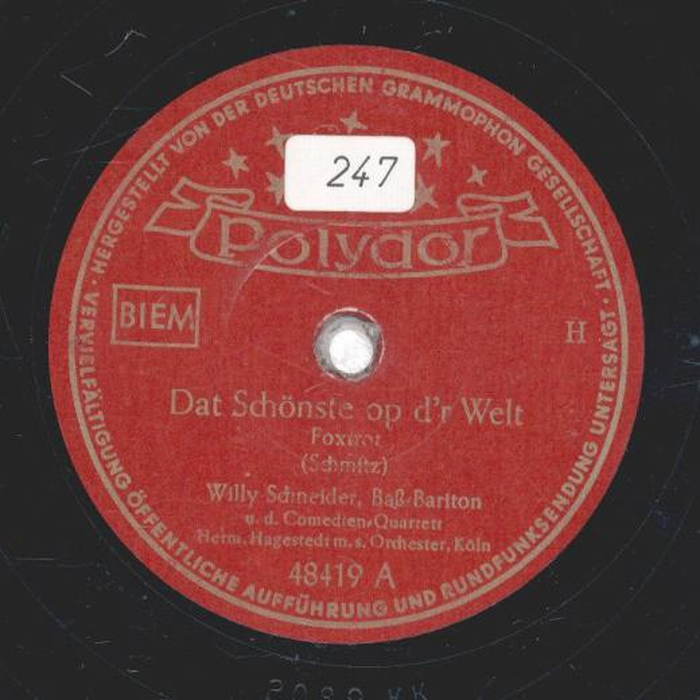 HERGESTELLT VON DER DEUTSCHEN GRAMMOPHON GESELLSCHAFT ·
247
Polydor
BIEM
H
Dat Schönste op d'r Welt
Foxtrot
(Schmitz)
Willy Schneider, Baß-Bariton
u. d. Comedien-Quartett
Herm. Hagestedt m. s. Orchester, Köln
48419 A
· VERVIELFÄLTIGUNG ÖFFENTLICHE AUFFÜHRUNG UND RUNDFUNKSENDUNG UNTERSAGT ·